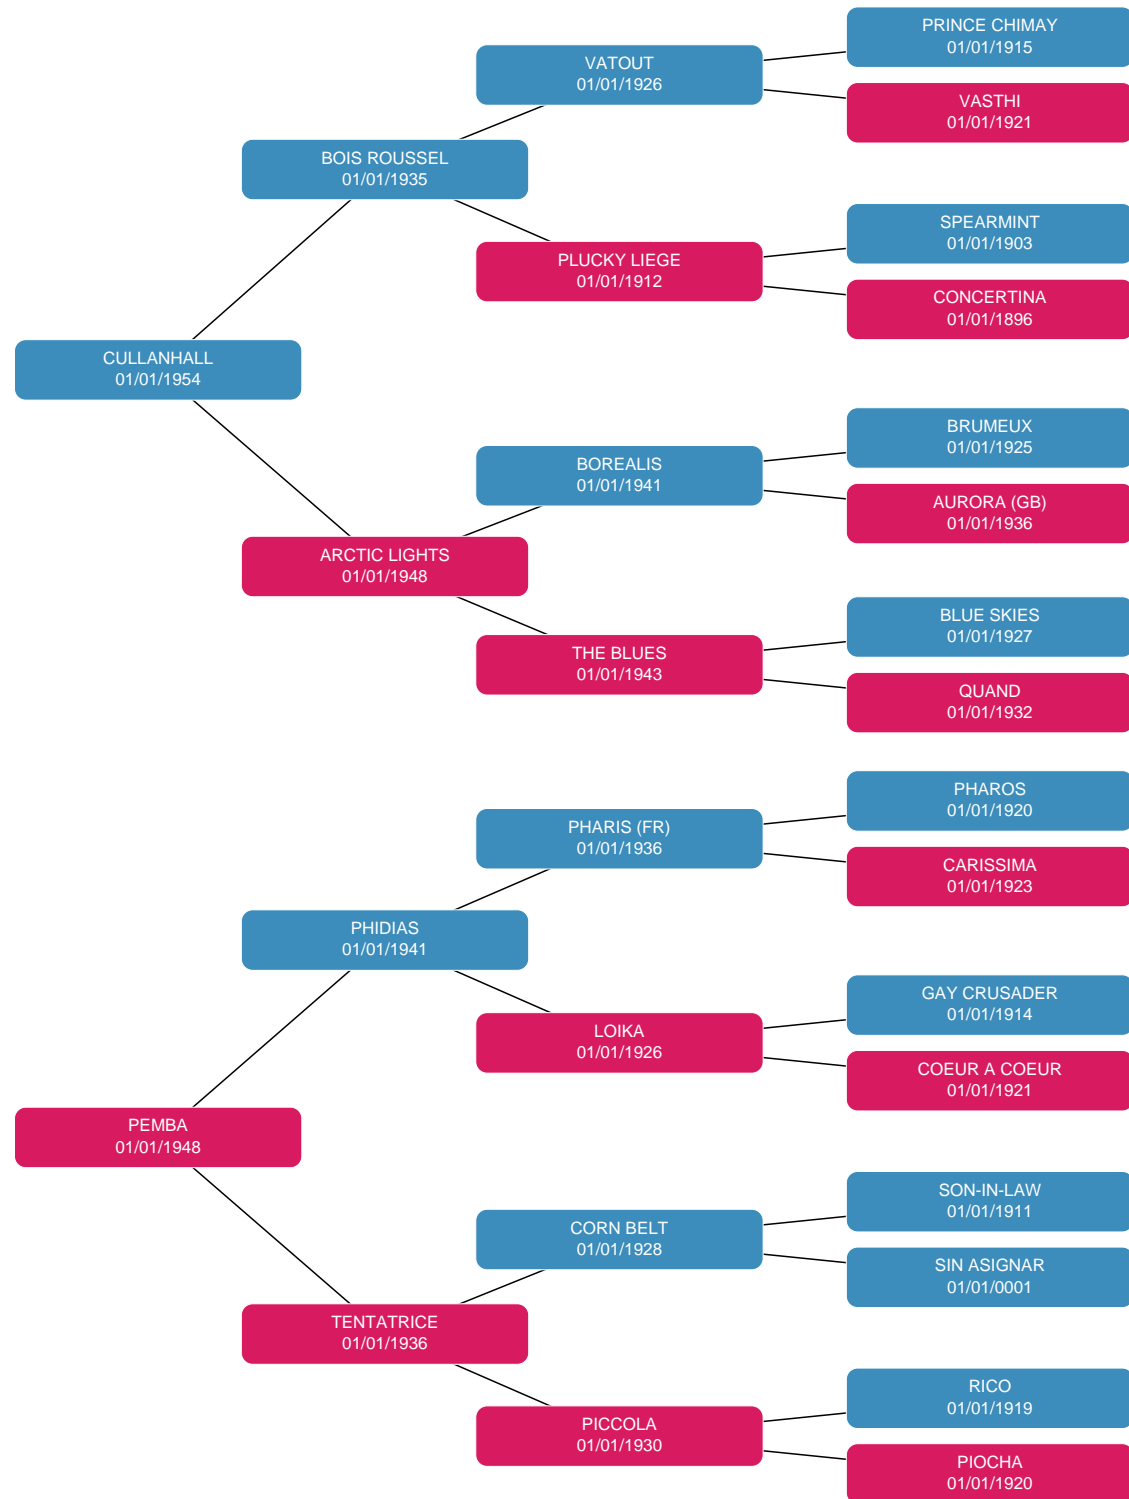 PRINCE CHIMAY
01/01/1915
VATOUT
01/01/1926
VASTHI
01/01/1921
BOIS ROUSSEL
01/01/1935
SPEARMINT
01/01/1903
PLUCKY LIEGE
01/01/1912
CONCERTINA
01/01/1896
CULLANHALL
01/01/1954
BRUMEUX
01/01/1925
BOREALIS
01/01/1941
AURORA (GB)
01/01/1936
ARCTIC LIGHTS
01/01/1948
BLUE SKIES
01/01/1927
THE BLUES
01/01/1943
QUAND
01/01/1932
PHAROS
01/01/1920
PHARIS (FR)
01/01/1936
CARISSIMA
01/01/1923
PHIDIAS
01/01/1941
GAY CRUSADER
01/01/1914
LOIKA
01/01/1926
COEUR A COEUR
01/01/1921
PEMBA
01/01/1948
SON-IN-LAW
01/01/1911
CORN BELT
01/01/1928
SIN ASIGNAR
01/01/0001
TENTATRICE
01/01/1936
RICO
01/01/1919
PICCOLA
01/01/1930
PIOCHA
01/01/1920